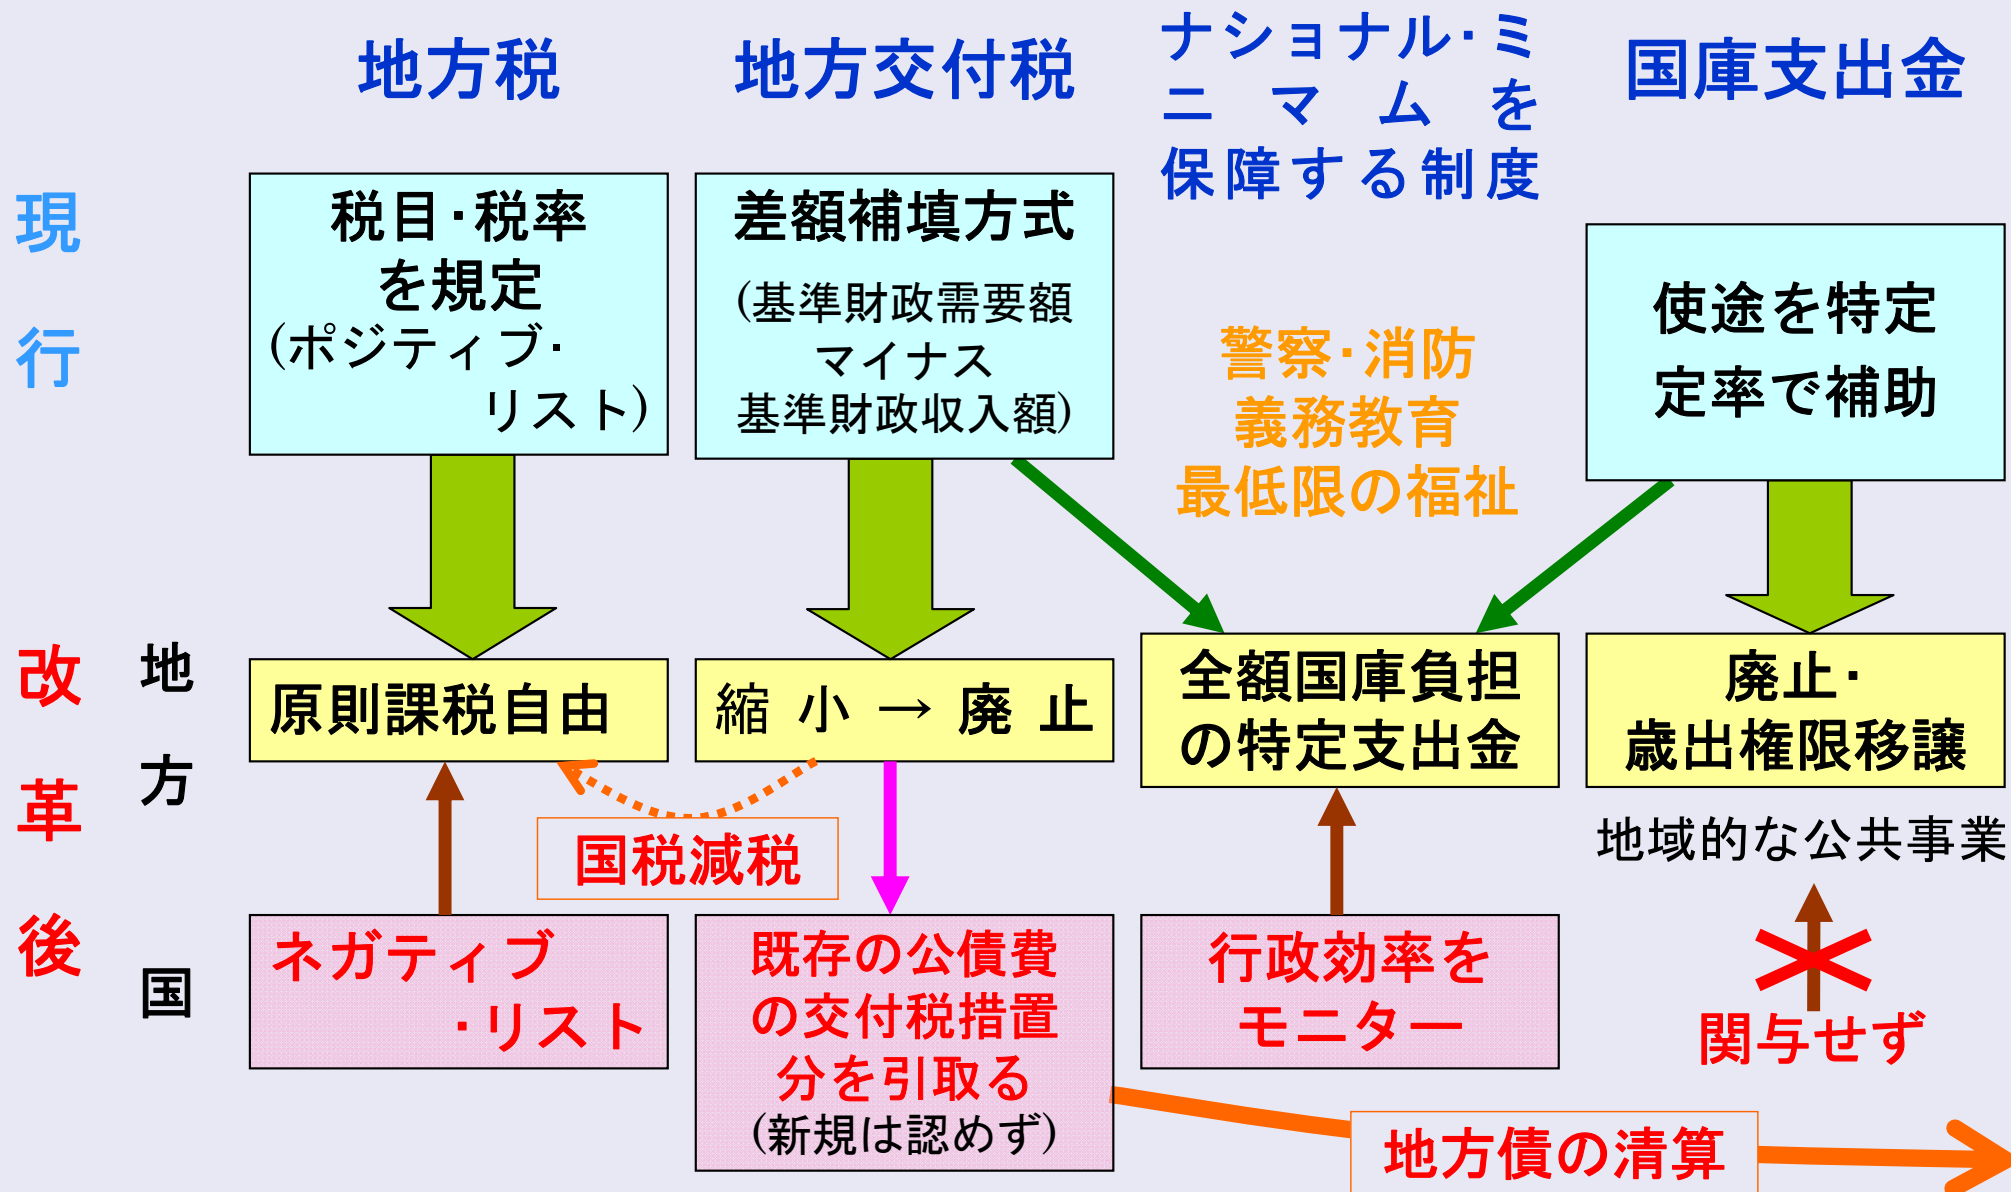 地方税
地方交付税
ナショナル･ミ
ニマムを
保障する制度
国庫支出金
現行
税目･税率
を規定
(ポジティブ･
リスト)
差額補填方式
(基準財政需要額
マイナス
基準財政収入額)
警察･消防
義務教育
最低限の福祉
使途を特定
定率で補助
改革後
地方
原則課税自由
縮小→廃止
全額国庫負担
の特定支出金
廃止･
歳出権限移譲
地域的な公共事業
国税減税
国
ネガティブ
･リスト
既存の公債費
の交付税措置
分を引取る
(新規は認めず)
行政効率を
モニター
関与せず
地方債の清算